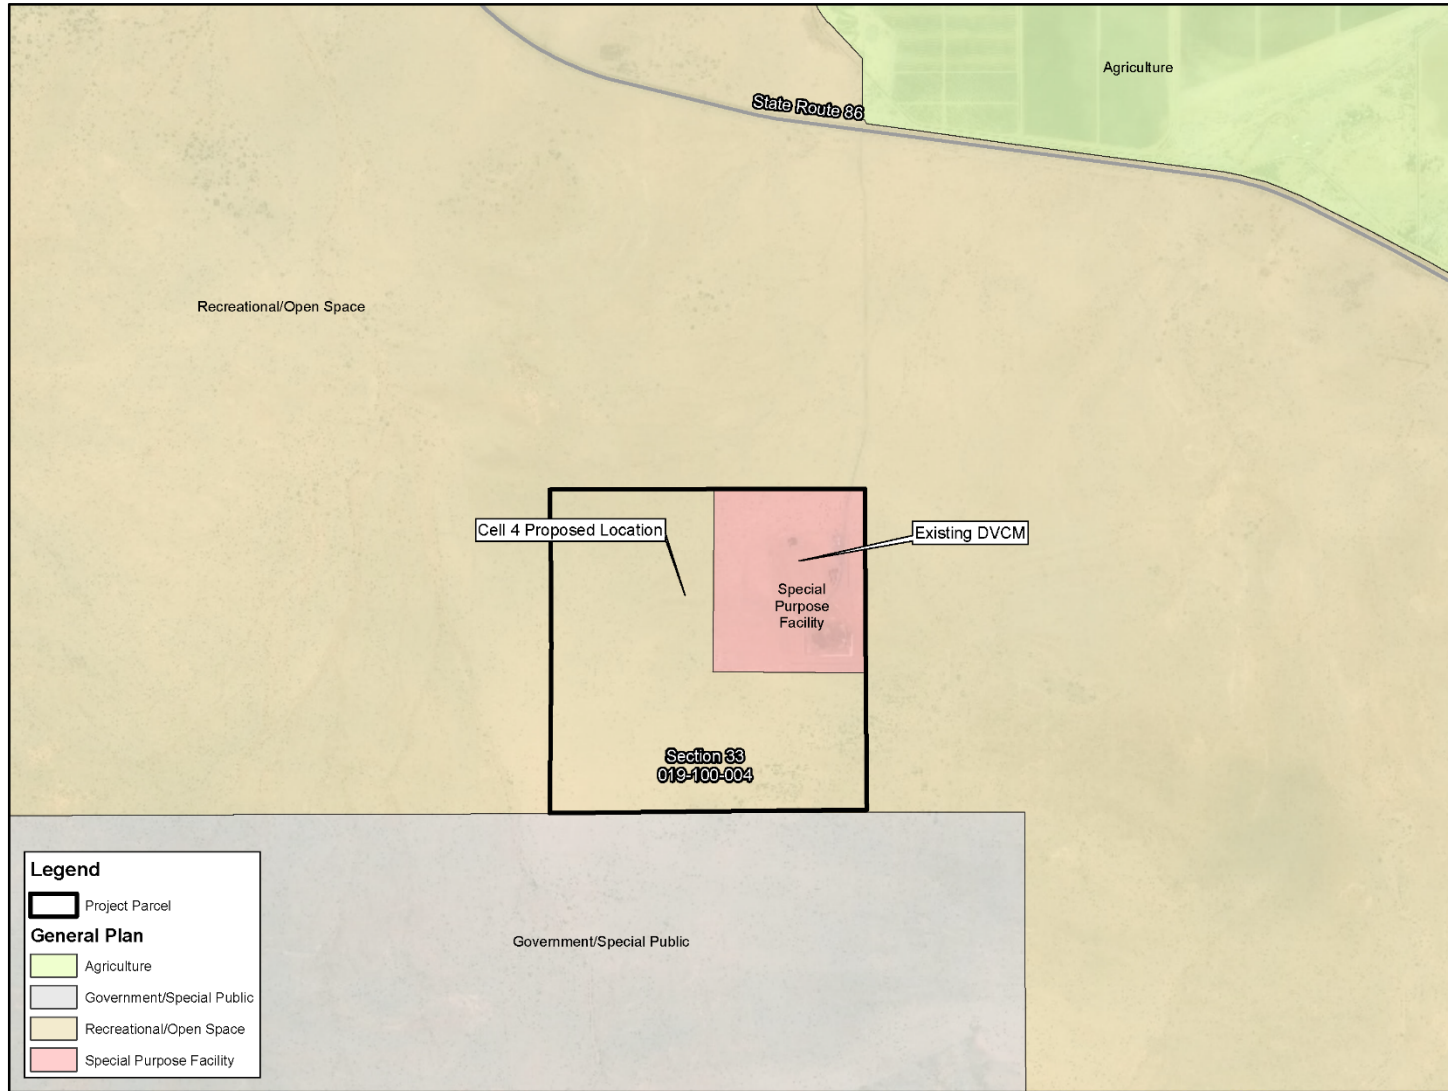 Agriculture
State Route 86
Recreational/Open Space
Cell 4 Proposed Location
Existing DVCM
Special
Purpose
Facility
Section 33
019-100-004
Government/Special Public
Legend
Project Parcel
General Plan
Agriculture
Government/Special Public
Recreational/Open Space
Special Purpose Facility